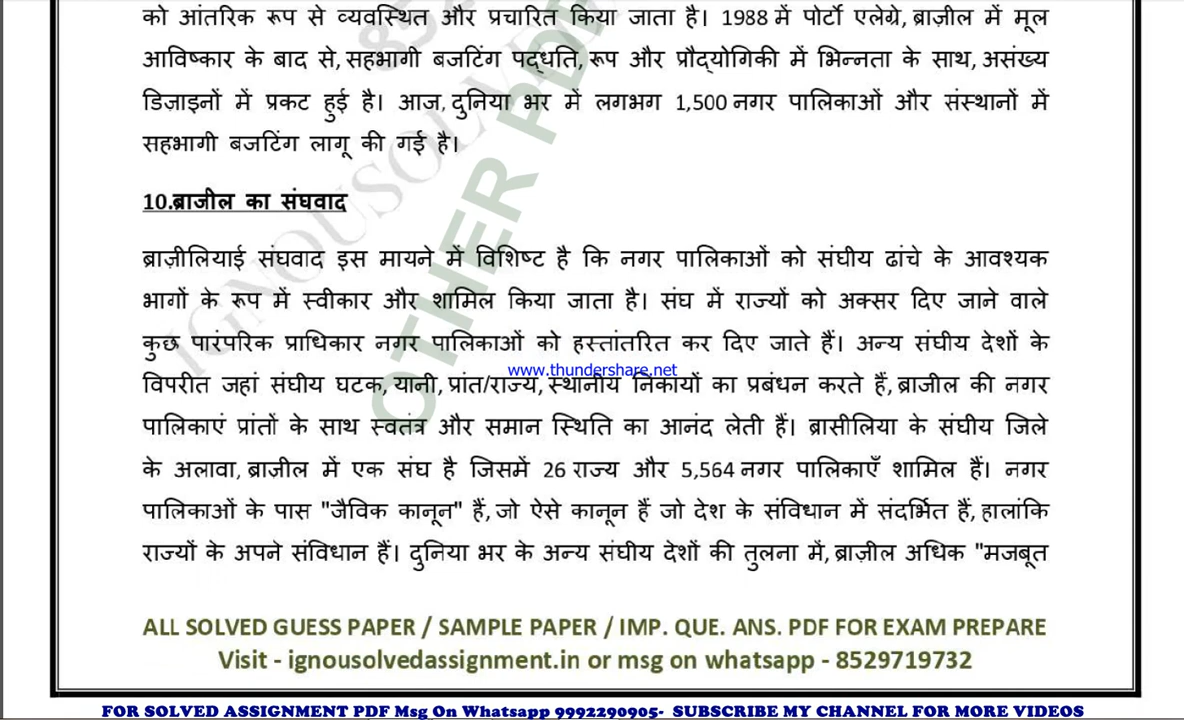 को आंतरिक रूप से व्यवस्थित और प्रचारित किया जाता है। 1988 में पोर्टो एलेग्रे, ब्राज़ील में मूल
आविष्कार के बाद से, सहभागी बजटिंग पद्धति, रूप और प्रौद्योगिकी में भिन्नता के साथ, असंख्य
डिज़ाइनों में प्रकट हुई है। आज, दुनिया भर में लगभग 1,500 नगर पालिकाओं और संस्थानों में
सहभागी बजटिंग लागू की गई है।
10.ब्राजील का संघवाद
ब्राज़ीलियाई संघवाद इस मायने में विशिष्ट है कि नगर पालिकाओं को संघीय ढांचे के आवश्यक
भागों के रूप में स्वीकार और शामिल किया जाता है। संघ में राज्यों को अक्सर दिए जाने वाले
कुछ पारंपरिक प्राधिकार नगर पालिकाओं को हस्तांतरित कर दिए जाते हैं। अन्य संघीय देशों के
www.thundershare.net
विपरीत जहां संघीय घटक, यानी, प्रांत/राज्य, स्थानीय निकायों का प्रबंधन करते हैं, ब्राजील की नगर
पालिकाएं प्रांतों के साथ स्वतंत्र और समान स्थिति का आनंद लेती हैं। ब्रासीलिया के संघीय जिले
के अलावा, ब्राज़ील में एक संघ है जिसमें 26 राज्य और 5,564 नगर पालिकाएँ शामिल हैं। नगर
पालिकाओं के पास "जैविक कानून" हैं, जो ऐसे कानून हैं जो देश के संविधान में संदर्भित हैं, हालांकि
राज्यों के अपने संविधान हैं। दुनिया भर के अन्य संघीय देशों की तुलना में, ब्राज़ील अधिक "मजबूत
ALL SOLVED GUESS PAPER / SAMPLE PAPER / IMP. QUE. ANS. PDF FOR EXAM PREPARE
Visit - ignousolvedassignment.in or msg on whatsapp - 8529719732
FOR SOLVED ASSIGNMENT PDF Msg On Whatsapp 9992290905- SUBSCRIBE MY CHANNEL FOR MORE VIDEOS
OTHER PDF